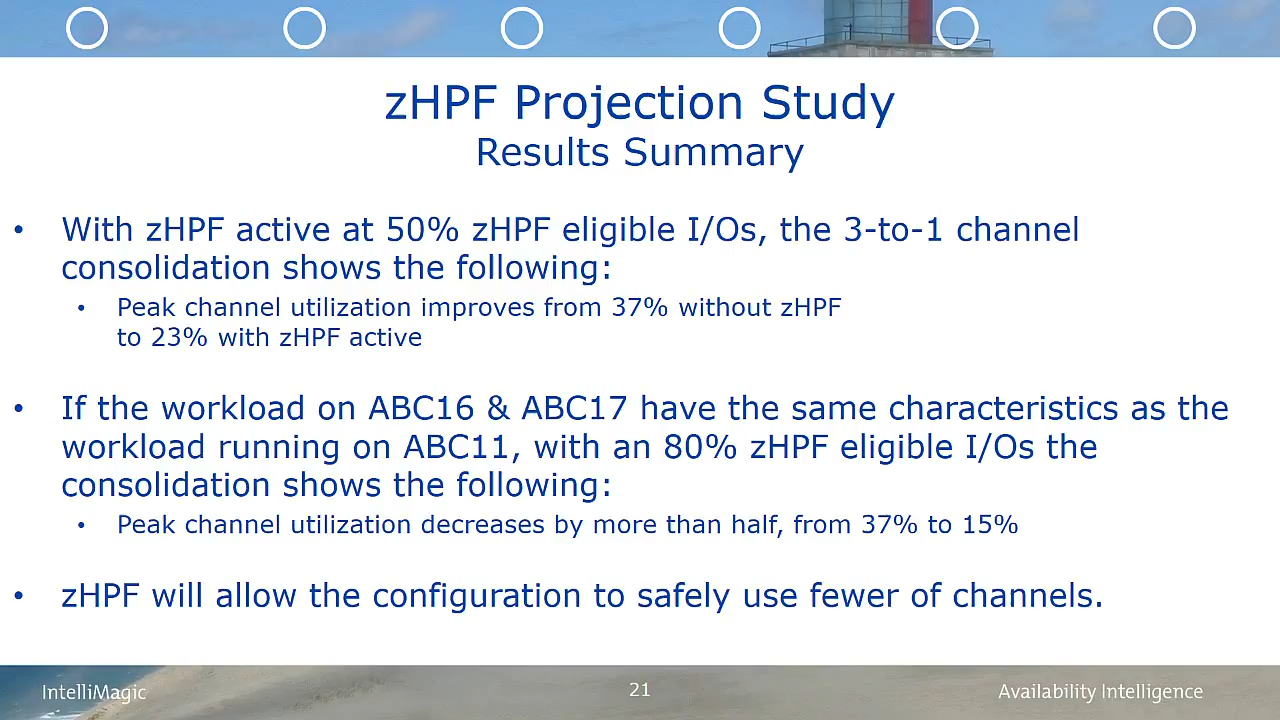 zHPF Projection Study
Results Summary
• With zHPF active at 50% zHPF eligible I/Os, the 3-to-1 channel
consolidation shows the following:
• Peak channel utilization improves from 37% without zHPF
to 23% with zHPF active
• If the workload on ABC16 & ABC17 have the same characteristics as the
workload running on ABC11, with an 80% zHPF eligible I/Os the
consolidation shows the following:
• Peak channel utilization decreases by more than half, from 37% to 15%
• zHPF will allow the configuration to safely use fewer of channels.
IntelliMagic
21
Availability Intelligence